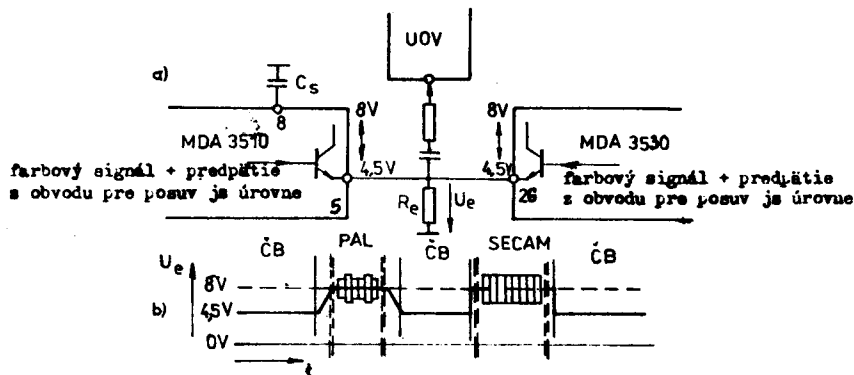 UOV
a)
Cs
8
8V
8V
MDA 3510
MDA 3530
farbový signál + predpätie
z obvodu pre posuv js úrovne
4,5V
4,5V
farbový signál + predpätie
z obvodu pre posuv js úrovne
5
26
Re
Ue
ČB
PAL
ČB
SECAM
ČB
Ue
8V
b)
4,5V
0V
t